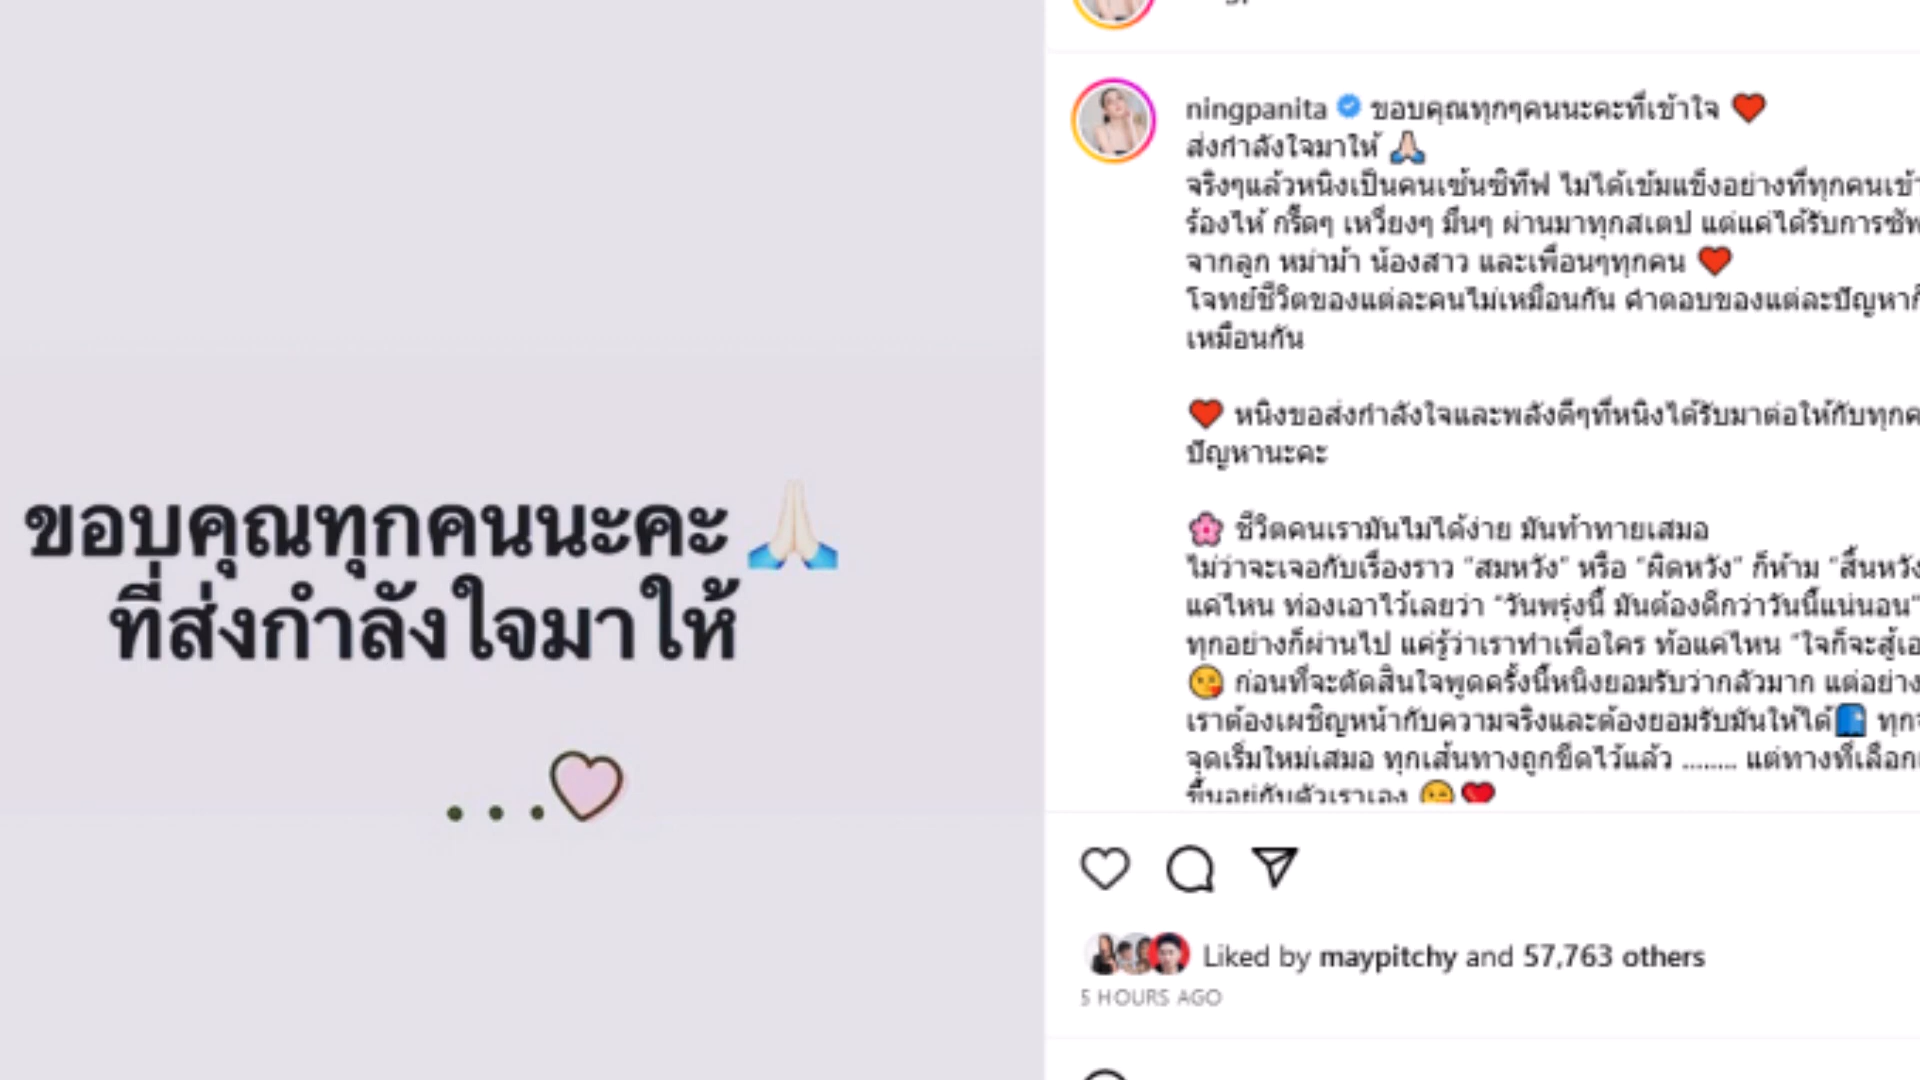 ขอบคุณทุกคนนะคะ🙏🏻
ที่ส่งกำลังใจมาให้
...
ningpanita ขอบคุณทุกๆคนนะคะที่เข้าใจ ❤️
ส่งกำลังใจมาให้ 🙏🏻
จริงๆแล้วหนิงเป็นคนเซ้นซิทีฟ ไม่ได้เข้มแข็งอย่างที่ทุกคน
ร้องไห้ กรี๊ดๆ เหวี่ยงๆ มึนๆ ผ่านมาทุกสเตป แต่แค่ได้รับการ
จากลูก หม่าม้า น้องสาว และเพื่อนๆทุกคน ❤️
โจทย์ชีวิตของแต่ละคนไม่เหมือนกัน คำตอบของแต่ละปัญหา
เหมือนกัน
❤️ หนิงขอส่งกำลังใจและพลังดีๆที่หนิงได้รับมาต่อให้กับ
ปัญหานะคะ
🌸 ชีวิตคนเรามันไม่ได้ง่าย มันท้าทายเสมอ
ไม่ว่าจะเจอกับเรื่องราว “สมหวัง” หรือ “ผิดหวัง” ก็ห้าม “สิ้นหวัง
แค่ไหน ท่องเอาไว้เลยว่า “วันพรุ่งนี้ มันต้องดีกว่าวันนี้แน่นอน”
ทุกอย่างก็ผ่านไป แค่รู้ว่าเราทำเพื่อใคร ท้อแค่ไหน “ใจก็จะสู้
😘 ก่อนที่จะตัดสินใจพูดครั้งนี้หนิงยอมรับว่ากลัวมาก แต่อย่าง
เราต้องเผชิญหน้ากับความจริงและต้องยอมรับมันให้ได้
จุดเริ่มใหม่เสมอ ทุกเส้นทางถูกขีดไว้แล้ว ........ แต่ทางที่เลือก
ขึ้นอยู่กับตัวเราเอง 😘❤️
Liked by maypitchy and 57,763 others
5 HOURS AGO